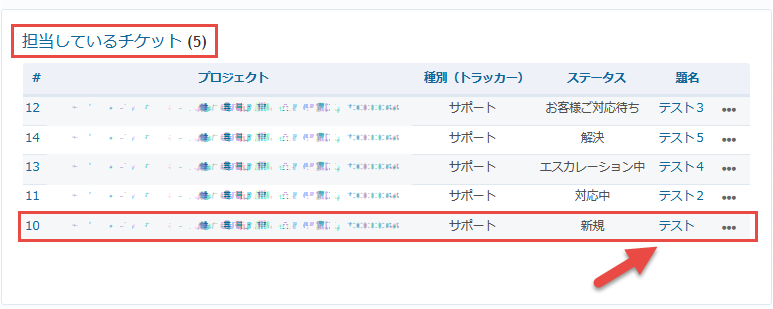 担当しているチケット (5)
# プロジェクト 種別（トラッカー） ステータス 題名
12 サポート お客様ご対応待ち テスト３ •••
14 サポート 解決 テスト５ •••
13 サポート エスカレーション中 テスト４ •••
11 サポート 対応中 テスト２ •••
10 サポート 新規 テスト •••